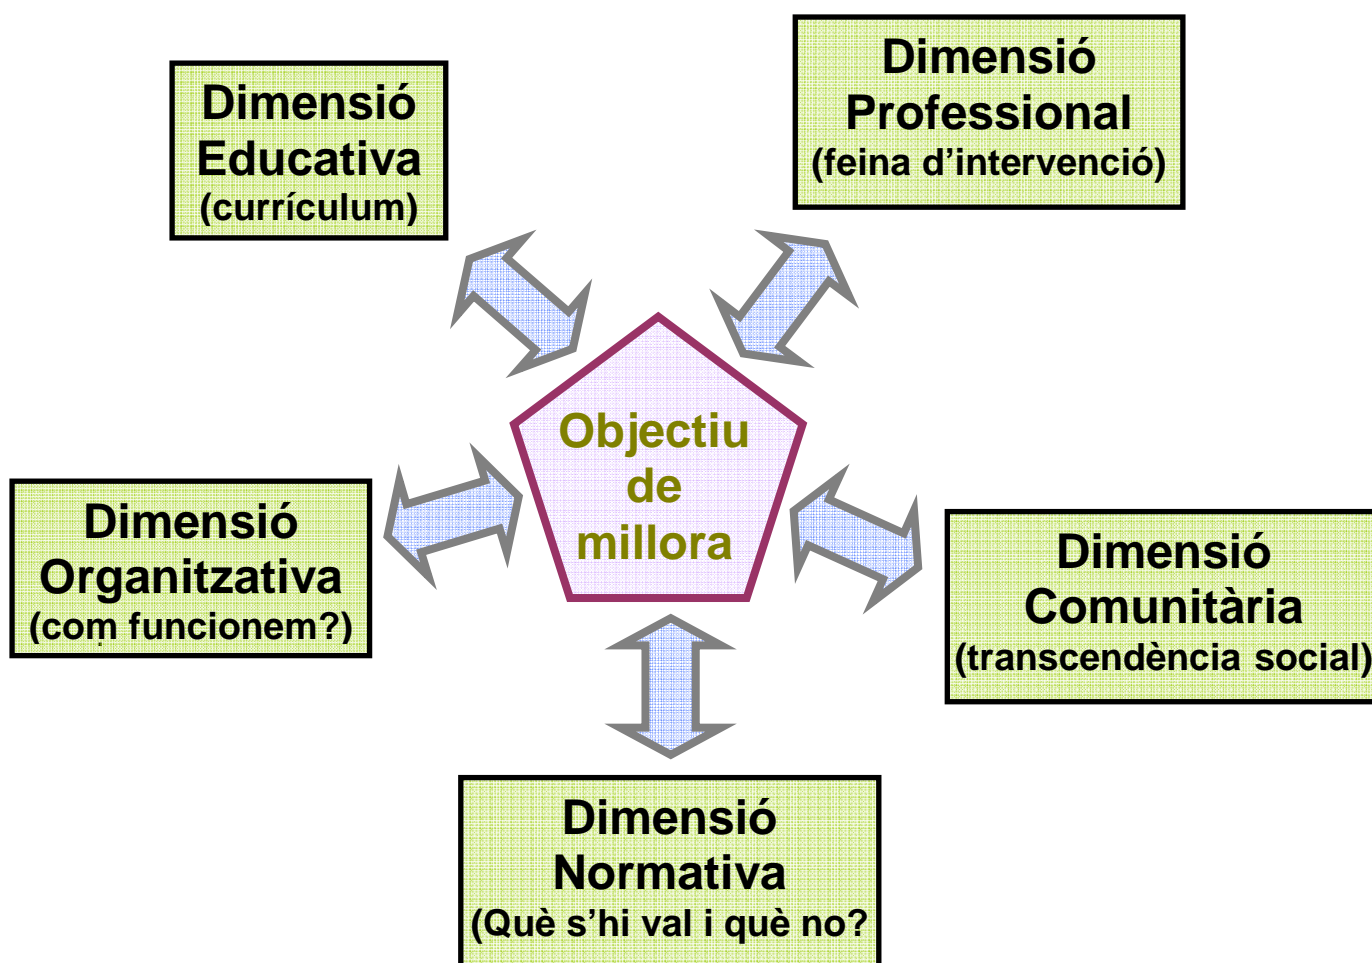 Dimensió
Educativa
(currículum)
Dimensió
Professional
(feina d’intervenció)
Objectiu
de
millora
Dimensió
Organitzativa
(com funcionem?)
Dimensió
Comunitària
(transcendència social)
Dimensió
Normativa
(Què s’hi val i què no?